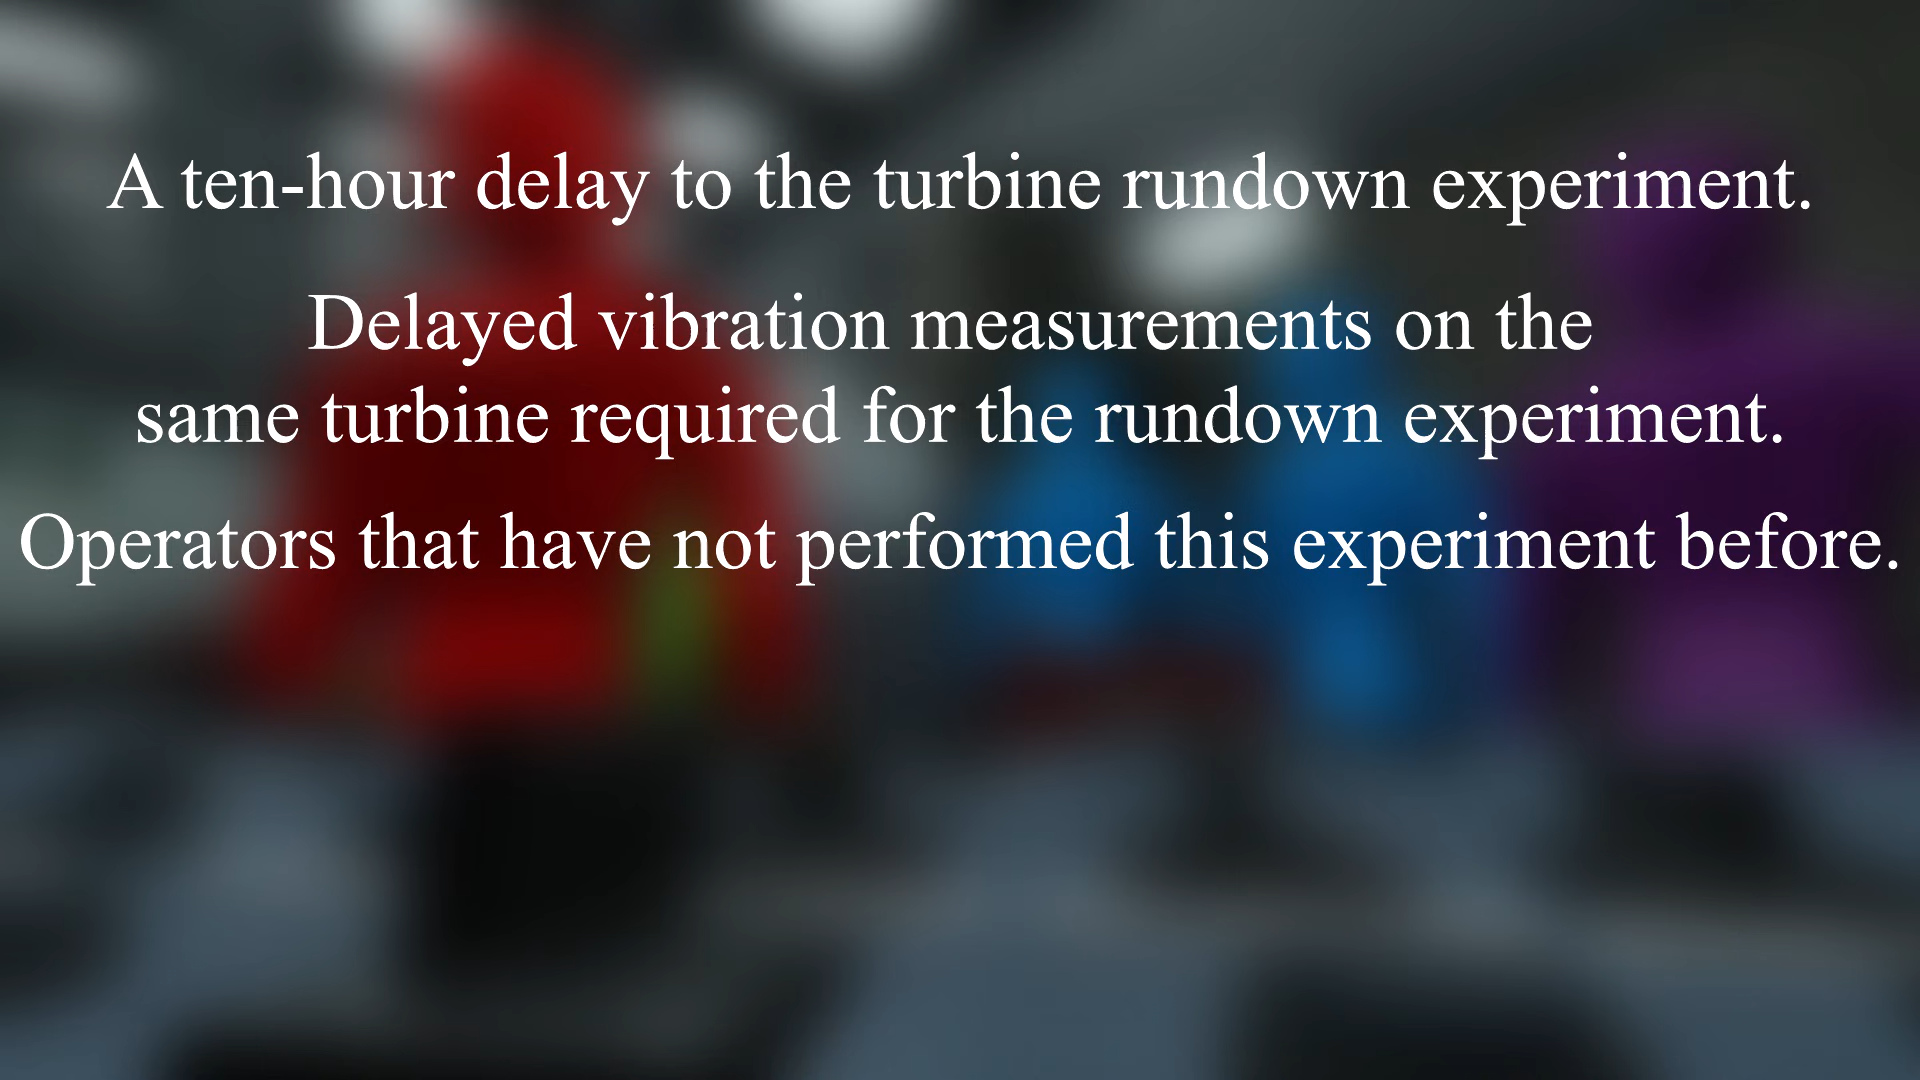 A ten-hour delay to the turbine rundown experiment.
Delayed vibration measurements on the
same turbine required for the rundown experiment.
Operators that have not performed this experiment before.